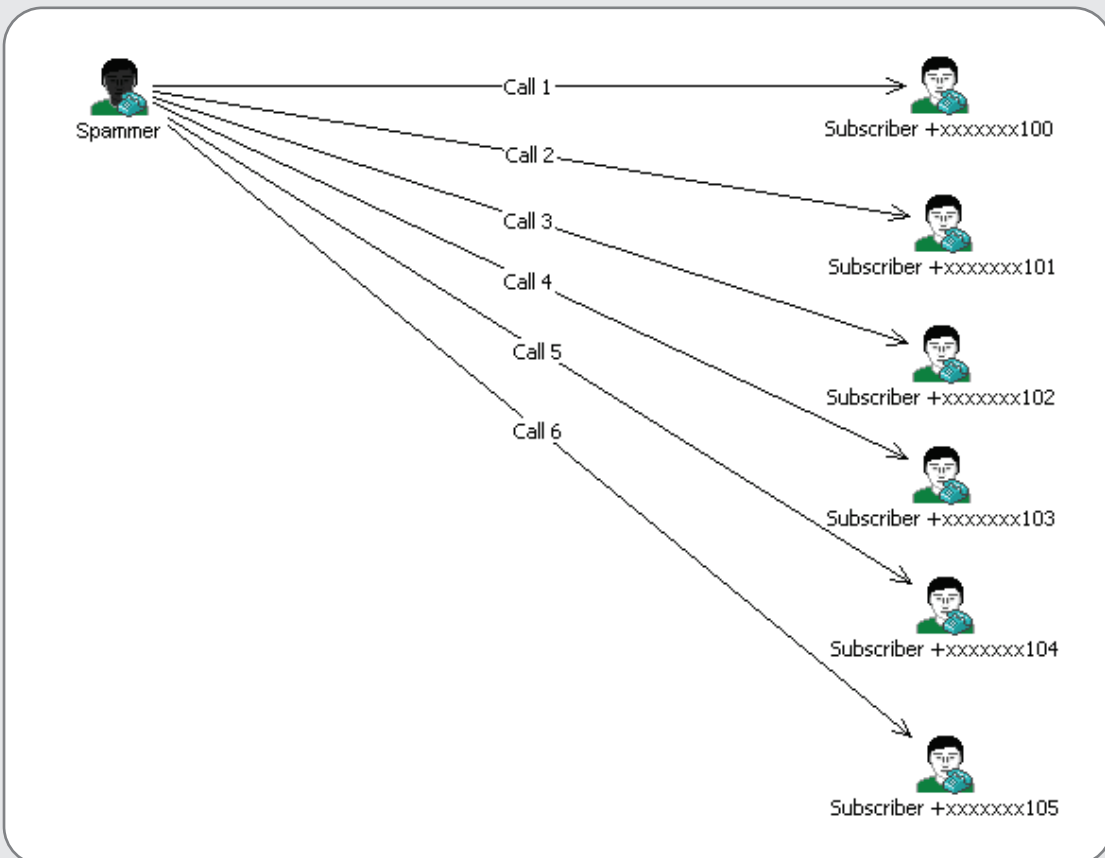 Call 1
Spammer
Subscriber +xxxxxxx100
Call 2
Call 3
Subscriber +xxxxxxx101
Call 4
Call 5
Subscriber +xxxxxxx102
Call 6
Subscriber +xxxxxxx103
Subscriber +xxxxxxx104
Subscriber +xxxxxxx105